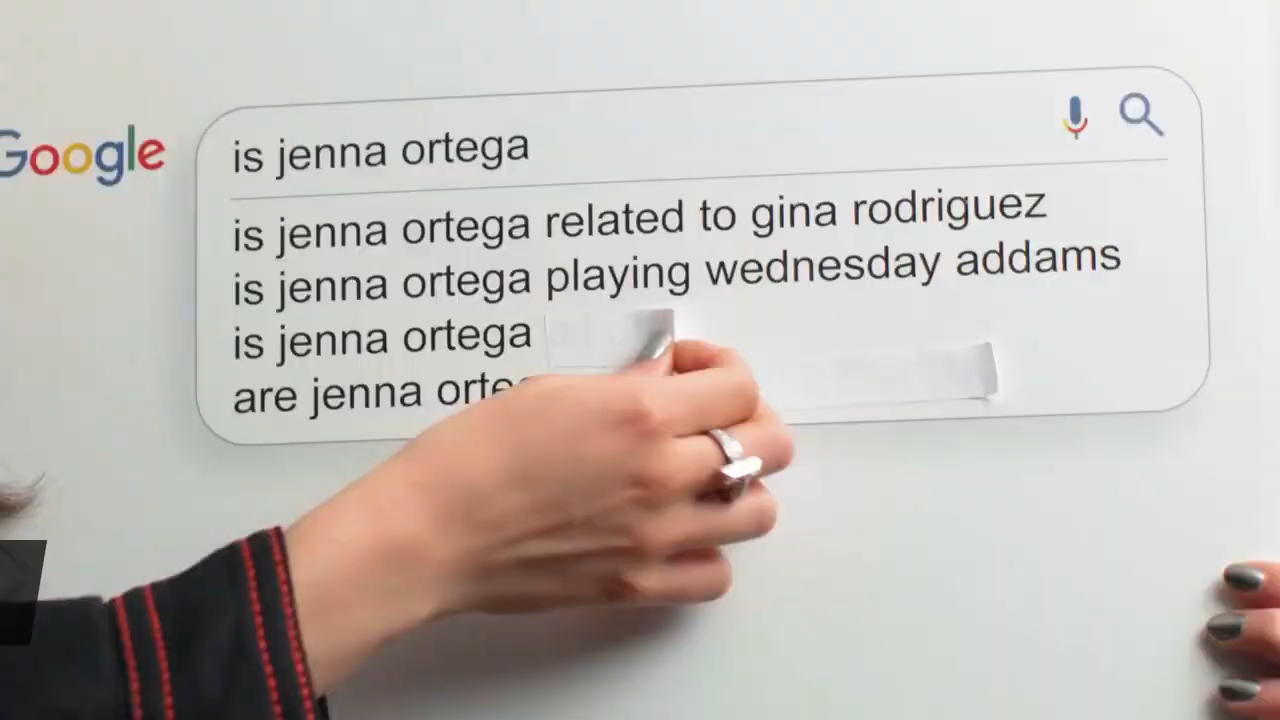 Google
is jenna ortega
is jenna ortega related to gina rodriguez
is jenna ortega playing wednesday addams
is jenna ortega
are jenna